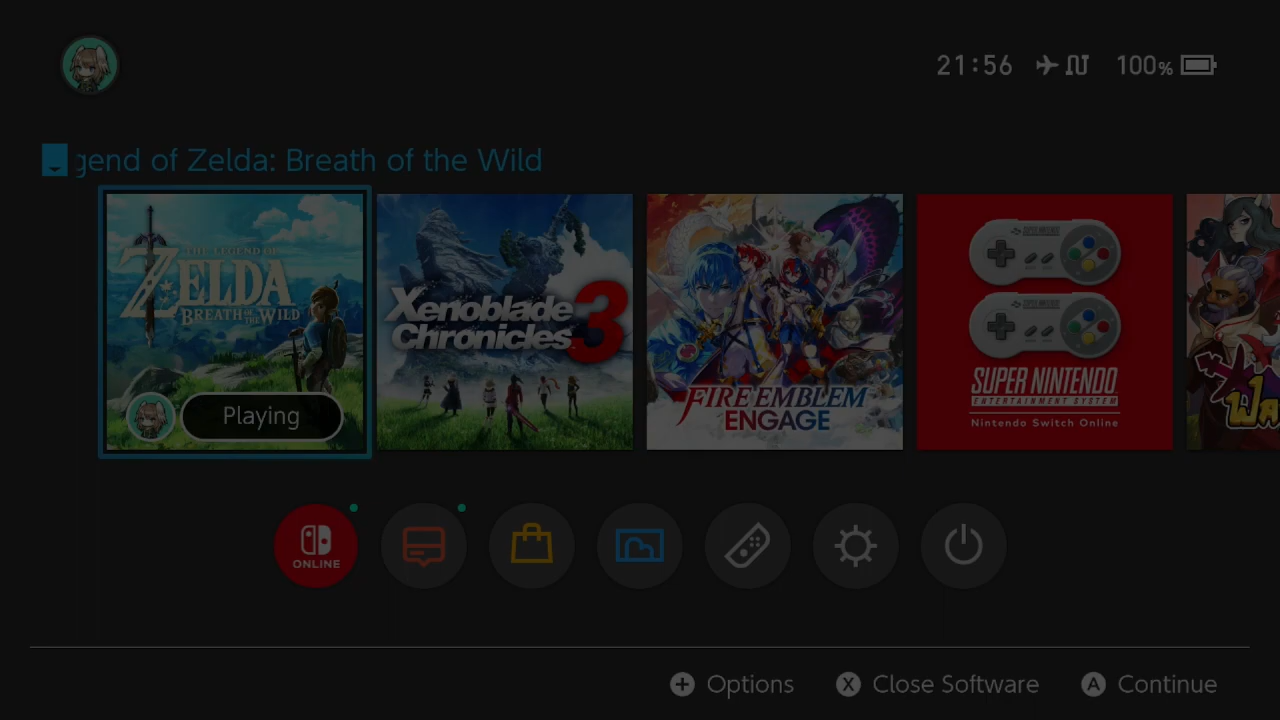 21:56 100%
gend of Zelda: Breath of the Wild
THE LEGEND OF
ZELDA
BREATH OF THE WILD
Playing
Xenoblade
Chronicles 3
FIRE EMBLEM
ENGAGE
SUPER NINTENDO
ENTERTAINMENT SYSTEM
Nintendo Switch Online
ONLINE
+ Options X Close Software A Continue